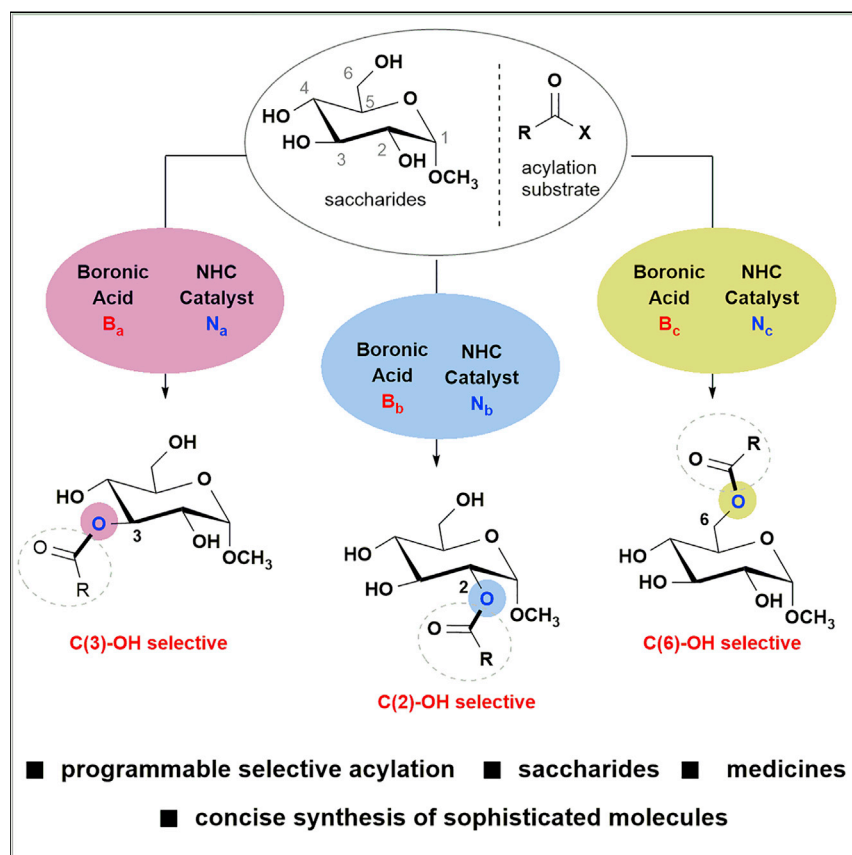 OH
6
4
O
HO
5
1
HO
3
2
OH
OCH3
saccharides
O
R
X
acylation
substrate
Boronic
Acid
Ba
NHC
Catalyst
Na
Boronic
Acid
Bb
NHC
Catalyst
Nb
Boronic
Acid
Bc
NHC
Catalyst
Nc
OH
HO
O
O
3
OH
OCH3
O
R
C(3)-OH selective
OH
HO
O
HO
2
O
OCH3
O
R
C(2)-OH selective
R
O
O
6
HO
O
HO
OH
OCH3
C(6)-OH selective
■ programmable selective acylation ■ saccharides ■ medicines
■ concise synthesis of sophisticated molecules